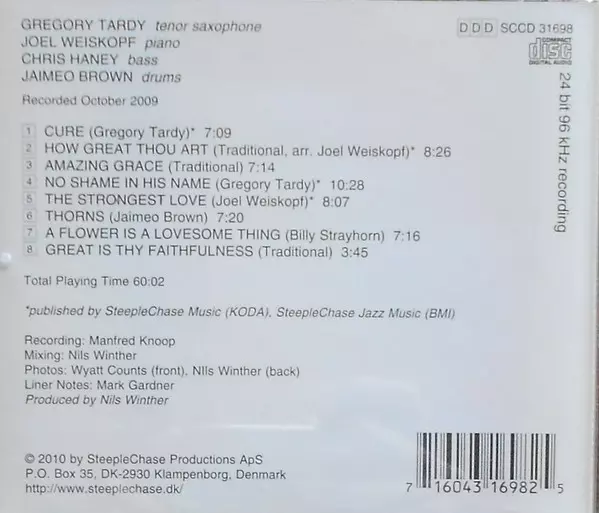 GREGORY TARDY tenor saxophone
JOEL WEISKOPF piano
CHRIS HANEY bass
JAIMEO BROWN drums
Recorded October 2009
DDD SCCD 31698
COMPACT
disc
DIGITAL AUDIO
24 bit 96 kHz recording
1 CURE (Gregory Tardy)* 7:09
2 HOW GREAT THOU ART (Traditional, arr. Joel Weiskopf)* 8:26
3 AMAZING GRACE (Traditional) 7:14
4 NO SHAME IN HIS NAME (Gregory Tardy)* 10:28
5 THE STRONGEST LOVE (Joel Weiskopf)* 8:07
6 THORNS (Jaimeo Brown) 7:20
7 A FLOWER IS A LOVESOME THING (Billy Strayhorn) 7:16
8 GREAT IS THY FAITHFULNESS (Traditional) 3:45
Total Playing Time 60:02
*published by SteepleChase Music (KODA), SteepleChase Jazz Music (BMI)
Recording: Manfred Knoop
Mixing: Nils Winther
Photos: Wyatt Counts (front), NIls Winther (back)
Liner Notes: Mark Gardner
Produced by Nils Winther
© 2010 by SteepleChase Productions ApS
P.O. Box 35, DK-2930 Klampenborg, Denmark
http://www.steeplechase.dk/
7 16043 16982 5